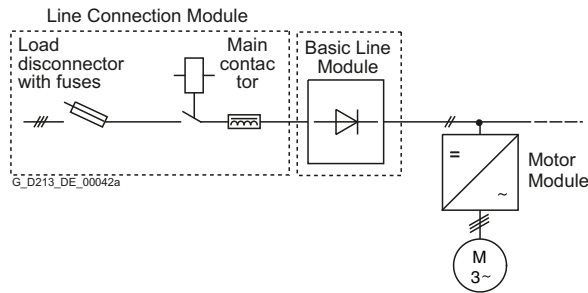 Line Connection Module
Load
disconnector
with fuses
Main
contac
tor
Basic Line
Module
G_D213_DE_00042a
=
~
Motor
Module
M
3~